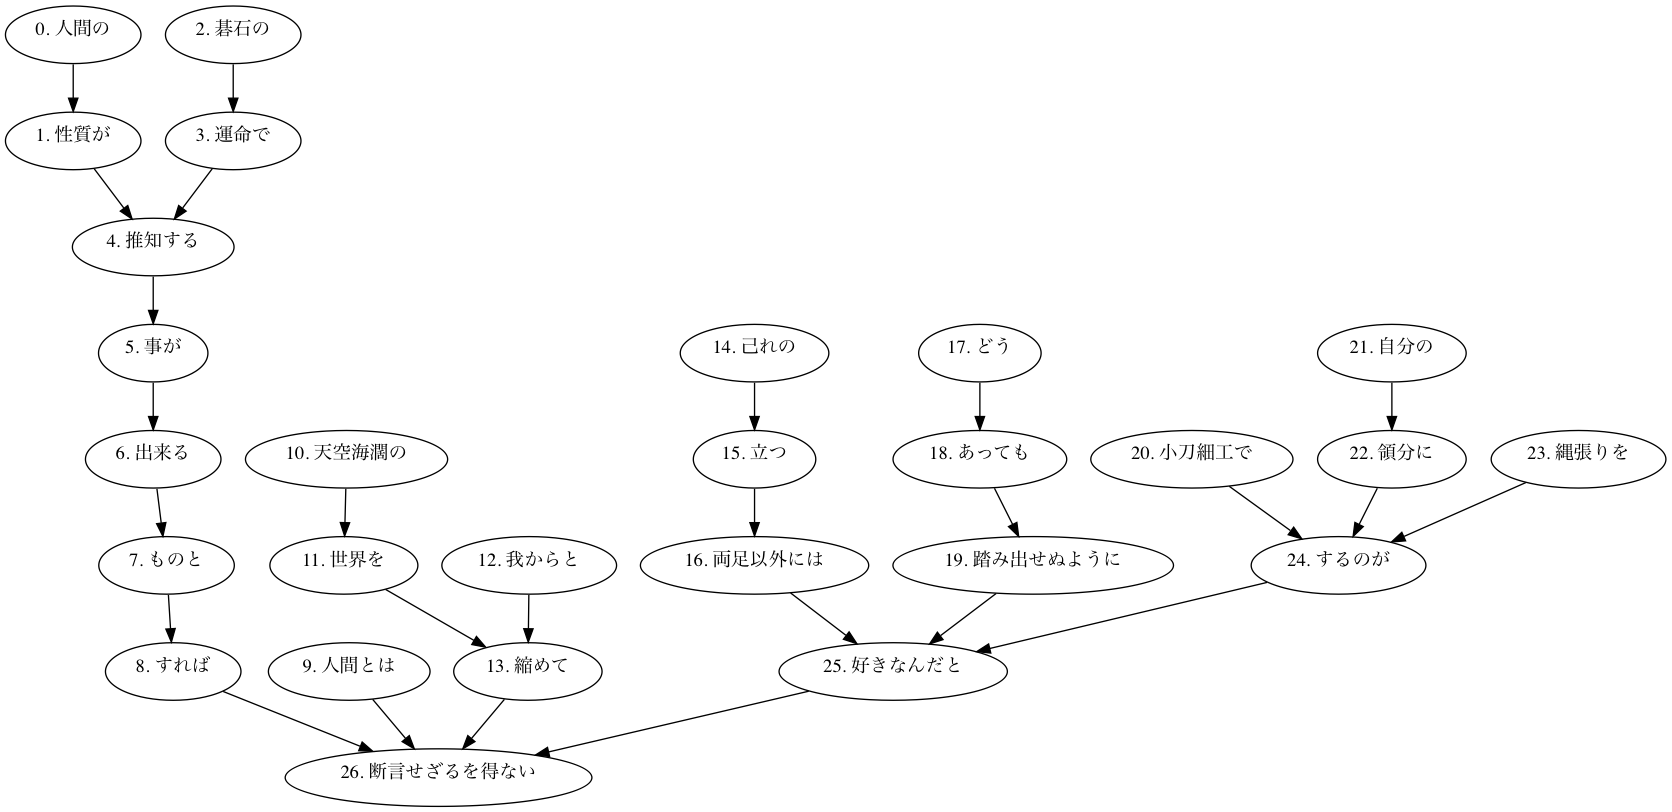 0. 人間の
2. 碁石の
1. 性質が
3. 運命で
4. 推知する
5. 事が
14. 己れの
17. どう
21. 自分の
6. 出来る
10. 天空海濶の
15. 立つ
18. あっても
20. 小刀細工で
22. 領分に
23. 縄張りを
7. ものと
11. 世界を
12. 我からと
16. 両足以外には
19. 踏み出せぬように
24. するのが
8. すれば
9. 人間とは
13. 縮めて
25. 好きなんだと
26. 断言せざるを得ない